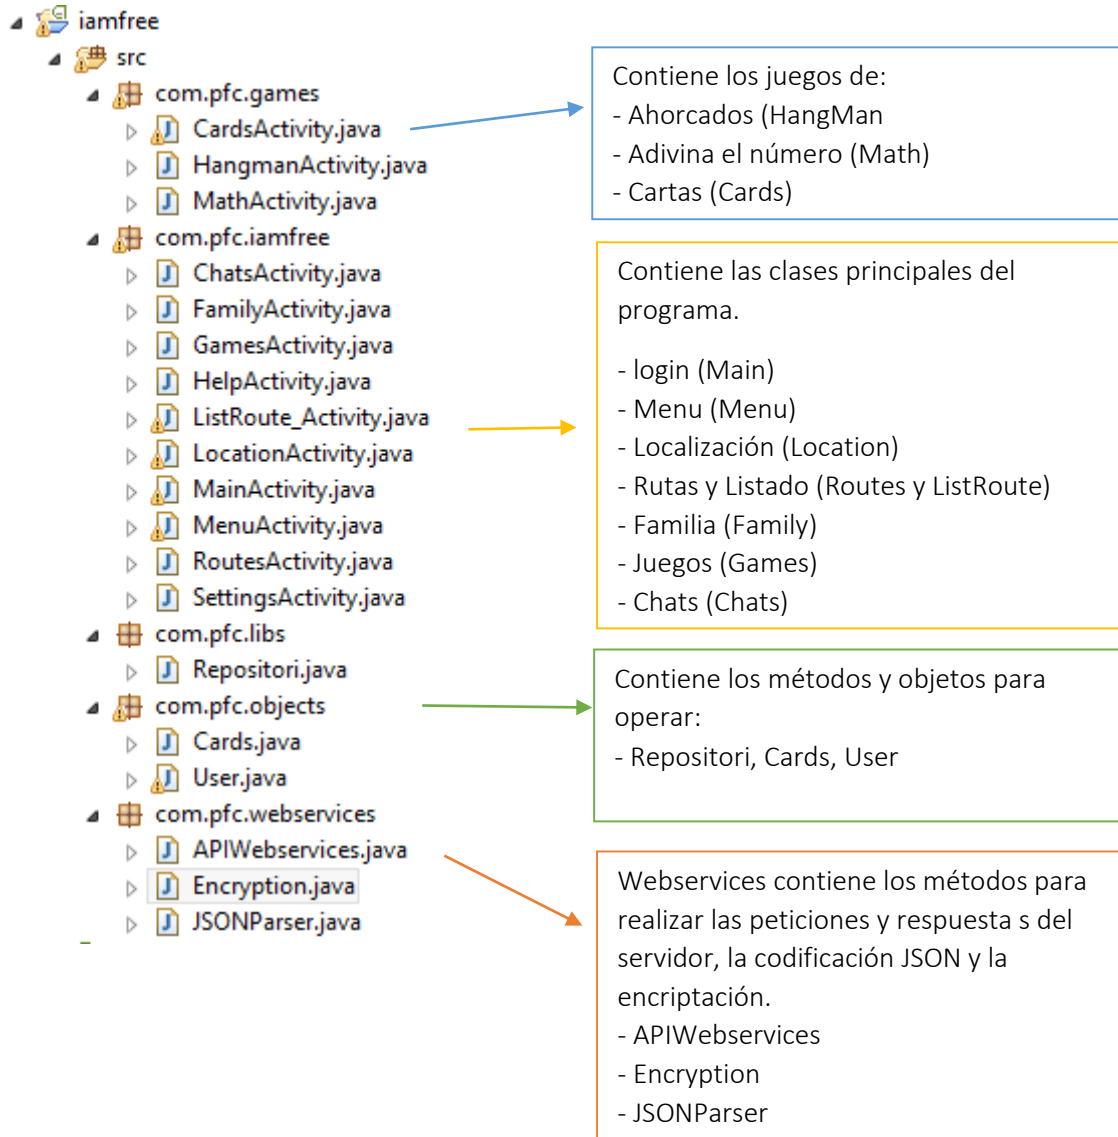 iamfree
src
com.pfc.games
CardsActivity.java
HangmanActivity.java
MathActivity.java
com.pfc.iamfree
ChatsActivity.java
FamilyActivity.java
GamesActivity.java
HelpActivity.java
ListRoute_Activity.java
LocationActivity.java
MainActivity.java
MenuActivity.java
RoutesActivity.java
SettingsActivity.java
com.pfc.libs
Repositori.java
com.pfc.objects
Cards.java
User.java
com.pfc.webservices
APIWebservices.java
Encryption.java
JSONParser.java
Contiene los juegos de:
- Ahorcados (HangMan
- Adivina el número (Math)
- Cartas (Cards)
Contiene las clases principales del
programa.
- login (Main)
- Menu (Menu)
- Localización (Location)
- Rutas y Listado (Routes y ListRoute)
- Familia (Family)
- Juegos (Games)
- Chats (Chats)
Contiene los métodos y objetos para
operar:
- Repositori, Cards, User
Webservices contiene los métodos para
realizar las peticiones y respuesta s del
servidor, la codificación JSON y la
encriptación.
- APIWebservices
- Encryption
- JSONParser